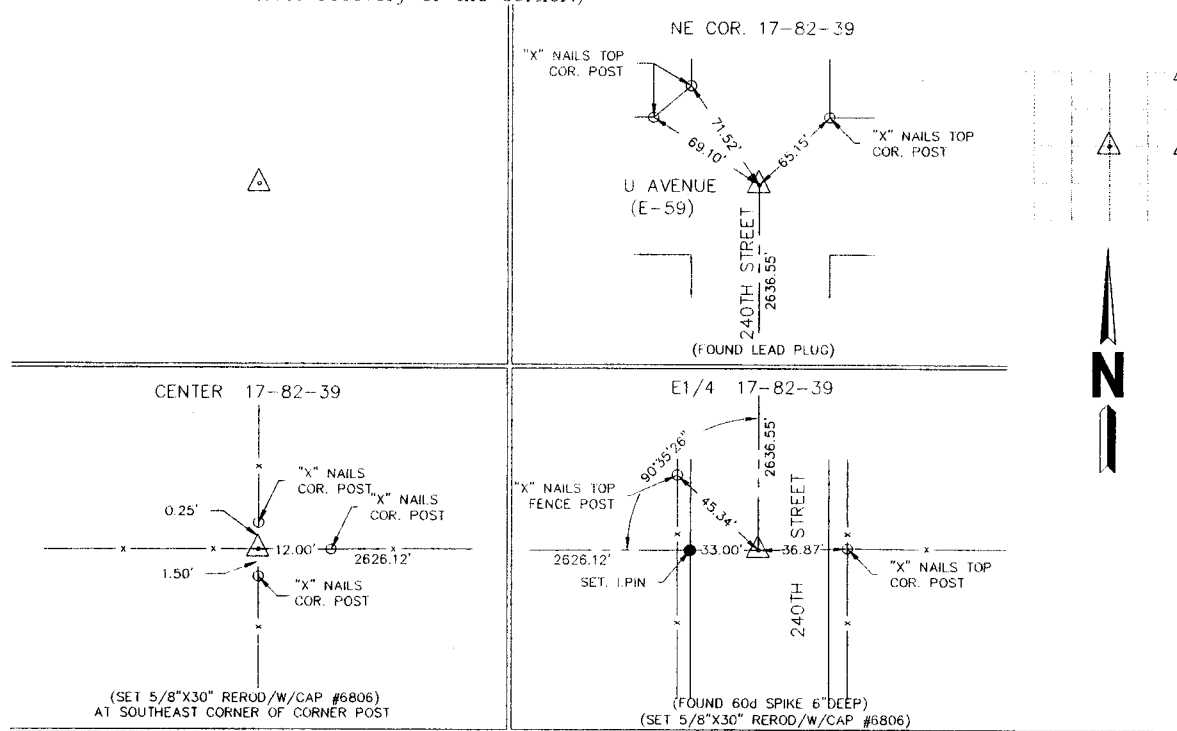 NE COR. 17-82-39
"X" NAILS TOP
COR. POST
71.52'
69.10'
65.15'
"X" NAILS TOP
COR. POST
U AVENUE
(E-59)
240TH STREET
2636.55'
(FOUND LEAD PLUG)
N
CENTER 17-82-39
"X" NAILS
COR. POST
"X" NAILS
COR. POST
0.25'
12.00'
2626.12'
1.50'
"X" NAILS
COR. POST
(SET 5/8"X30" REROD/W/CAP #6806)
AT SOUTHEAST CORNER OF CORNER POST
E1/4 17-82-39
90°35'26"
2636.55'
"X" NAILS TOP
FENCE POST
45.34'
2626.12'
33.00'
36.87'
SET. I.PIN
"X" NAILS TOP
COR. POST
240TH STREET
(FOUND 60d SPIKE 6"DEEP)
(SET 5/8"X30" REROD/W/CAP #6806)